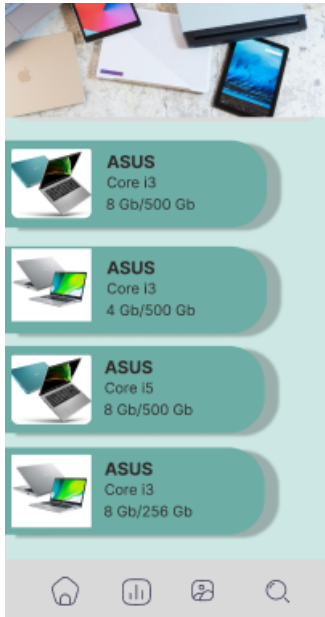 ASUS
Core i3
8 Gb/500 Gb
ASUS
Core i3
4 Gb/500 Gb
ASUS
Core i5
8 Gb/500 Gb
ASUS
Core i3
8 Gb/256 Gb